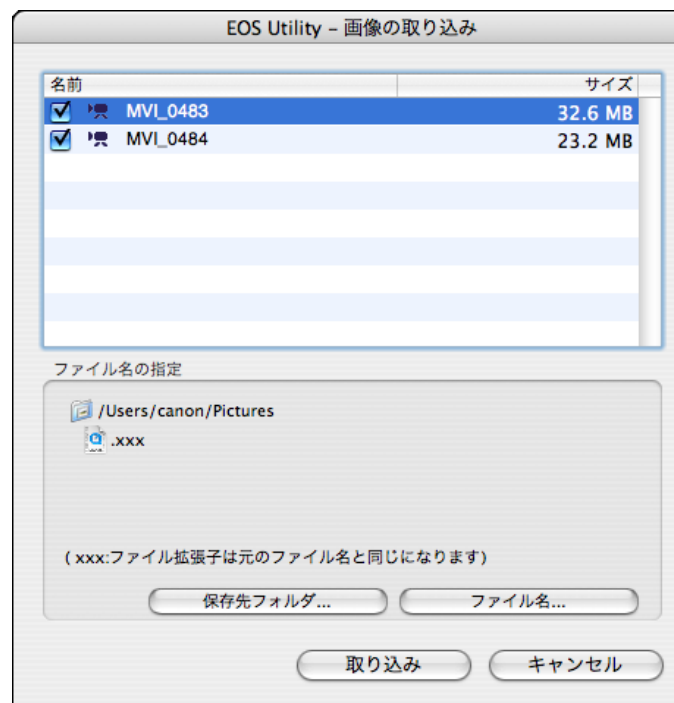 EOS Utility – 画像の取り込み
名前 サイズ
MVI_0483 32.6 MB
MVI_0484 23.2 MB
ファイル名の指定
/Users/canon/Pictures
.xxx
( xxx:ファイル拡張子は元のファイル名と同じになります)
保存先フォルダ... ファイル名...
取り込み キャンセル